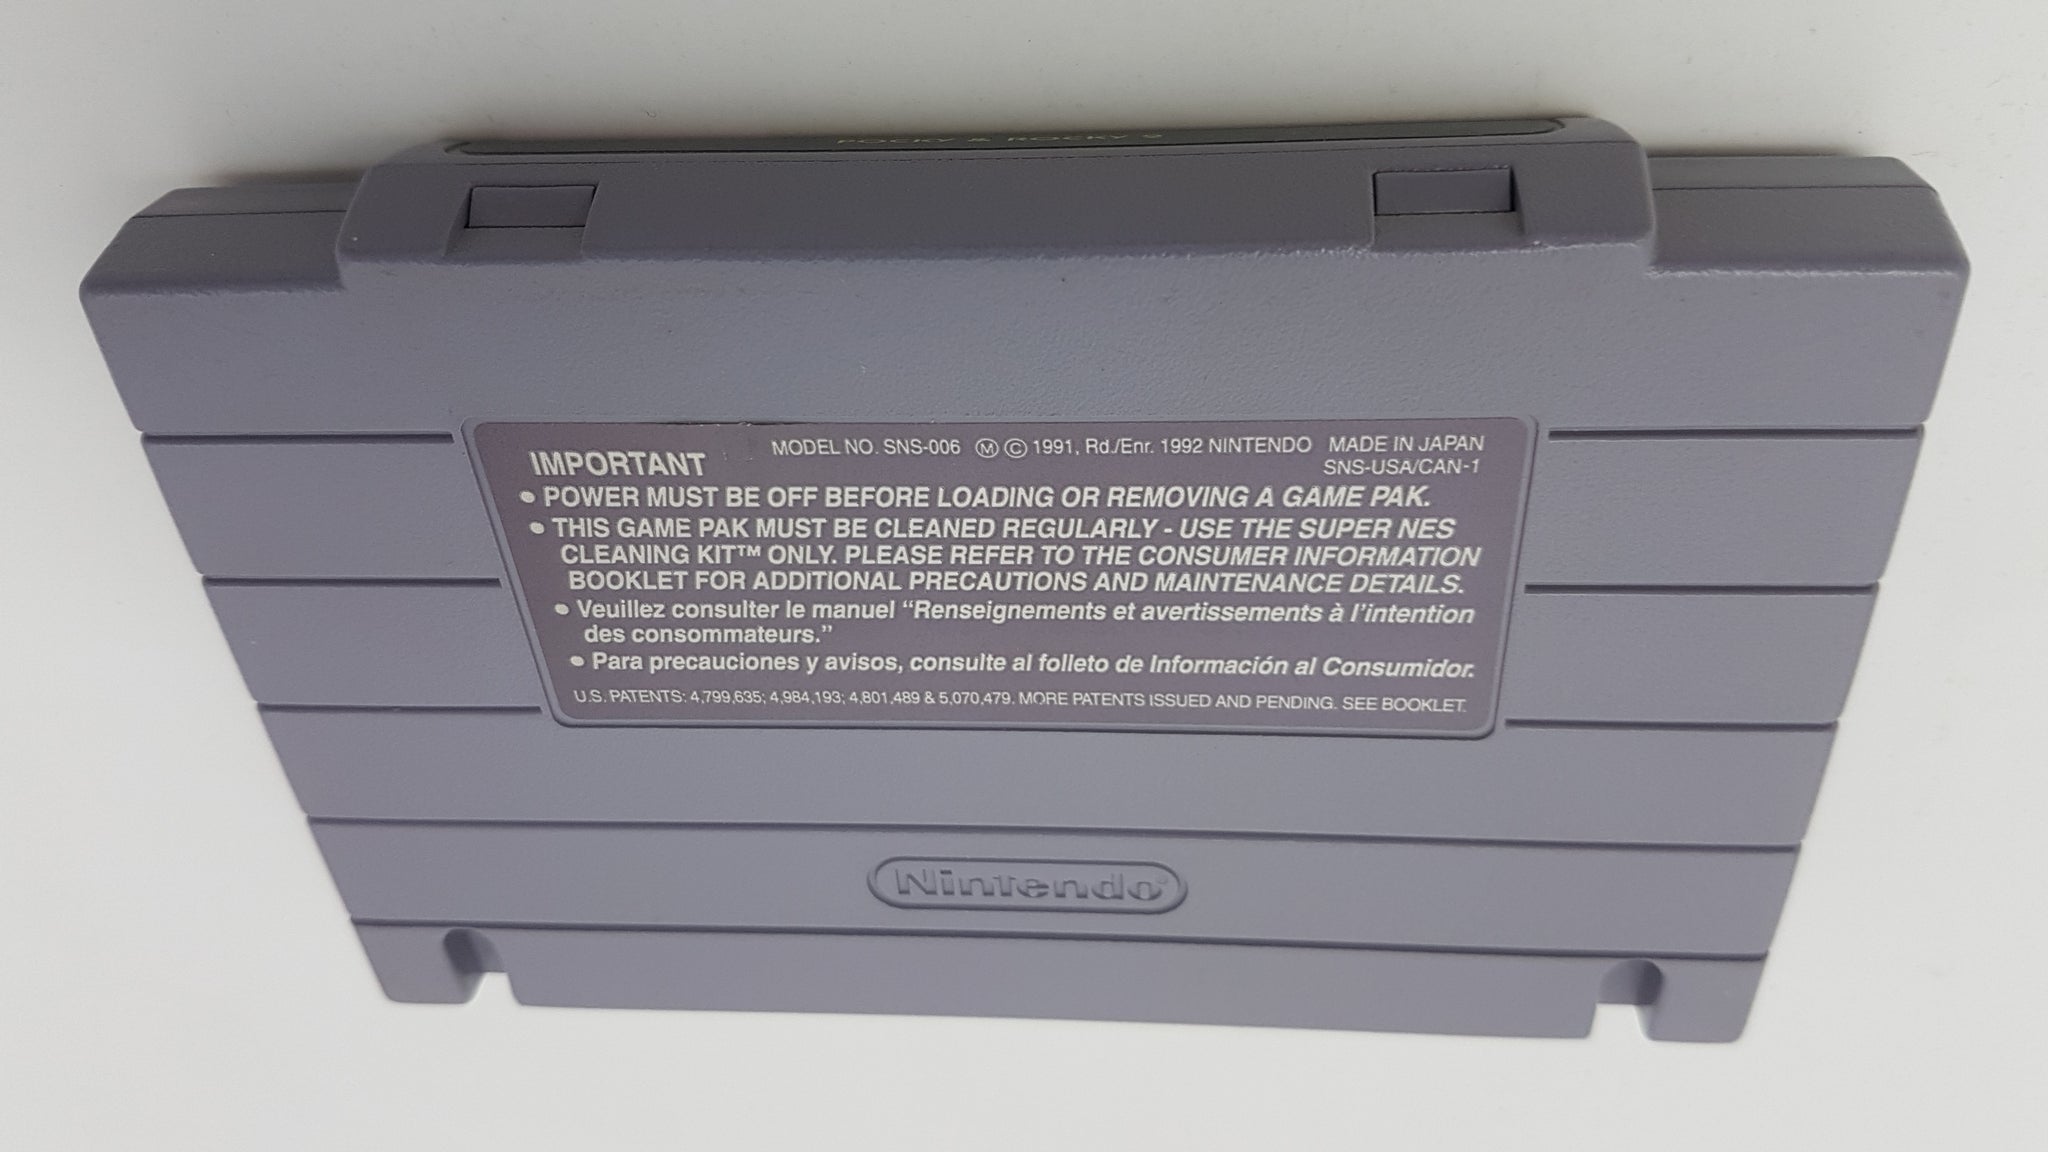 POCKY & ROCKY 2
IMPORTANT
MODEL NO. SNS-006 Ⓜ © 1991, Rd./Enr. 1992 NINTENDO MADE IN JAPAN
SNS-USA/CAN-1
• POWER MUST BE OFF BEFORE LOADING OR REMOVING A GAME PAK.
• THIS GAME PAK MUST BE CLEANED REGULARLY - USE THE SUPER NES
CLEANING KIT™ ONLY. PLEASE REFER TO THE CONSUMER INFORMATION
BOOKLET FOR ADDITIONAL PRECAUTIONS AND MAINTENANCE DETAILS.
• Veuillez consulter le manuel “Renseignements et avertissements à l’intention
des consommateurs.”
• Para precauciones y avisos, consulte al folleto de Información al Consumidor.
U.S. PATENTS: 4,799,635; 4,984,193; 4,801,489 & 5,070,479. MORE PATENTS ISSUED AND PENDING. SEE BOOKLET.
Nintendo®